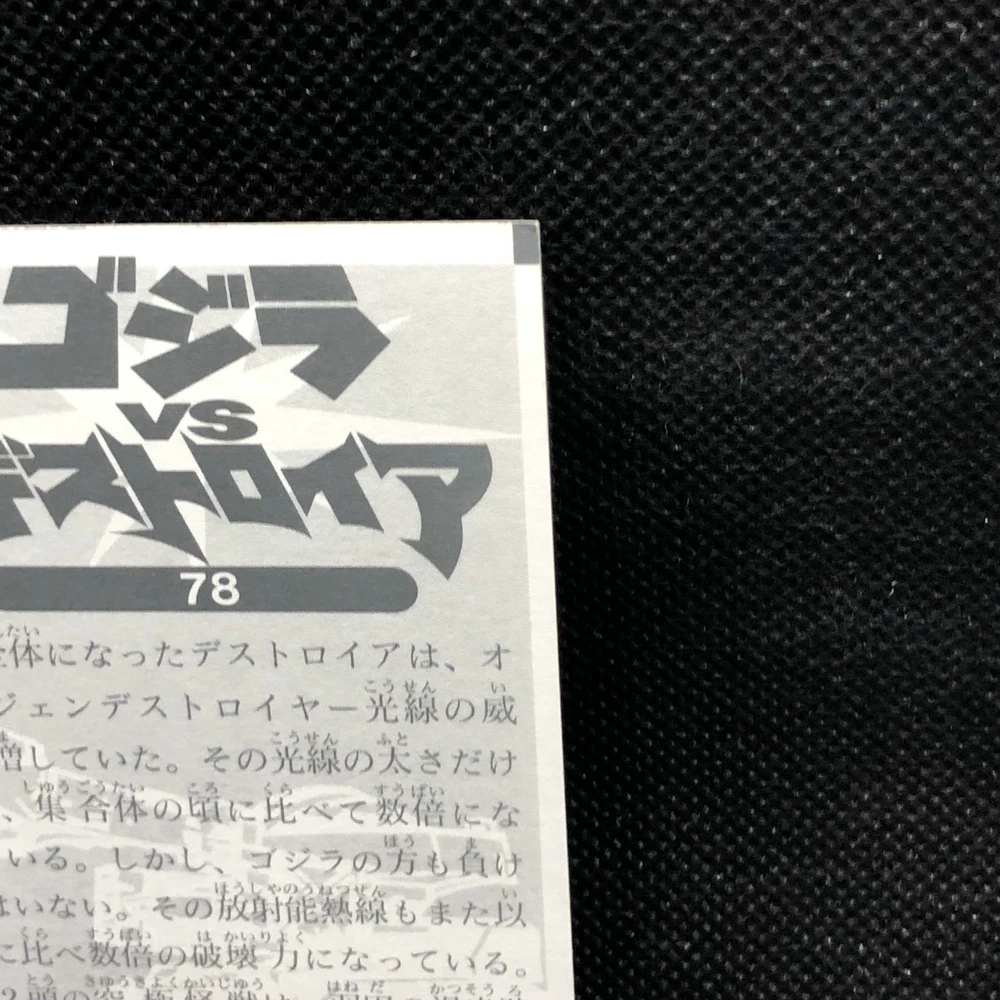 ゴジラ
VS
デストロイア
78
体になったデストロイアは、オ
ジェンデストロイヤー光線の威
増していた。その光線の太さだけ
、集合体の頃に比べて数倍にな
いる。しかし、ゴジラの方も負け
はいない。その放射能熱線もまた以
に比べ数倍の破壊力になっている。